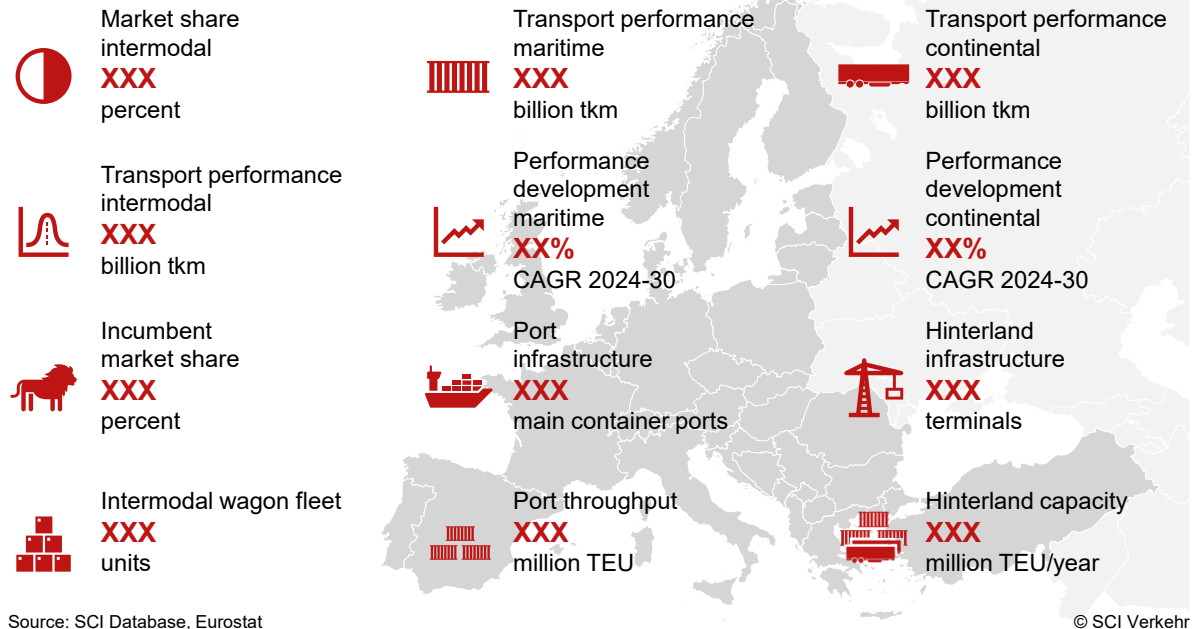 Market share
intermodal
XXX
percent
Transport performance
maritime
XXX
billion tkm
Transport performance
continental
XXX
billion tkm
Transport performance
intermodal
XXX
billion tkm
Performance
development
maritime
XX%
CAGR 2024-30
Performance
development
continental
XX%
CAGR 2024-30
Incumbent
market share
XXX
percent
Port
infrastructure
XXX
main container ports
Hinterland
infrastructure
XXX
terminals
Intermodal wagon fleet
XXX
units
Port throughput
XXX
million TEU
Hinterland capacity
XXX
million TEU/year
Source: SCI Database, Eurostat
© SCI Verkehr